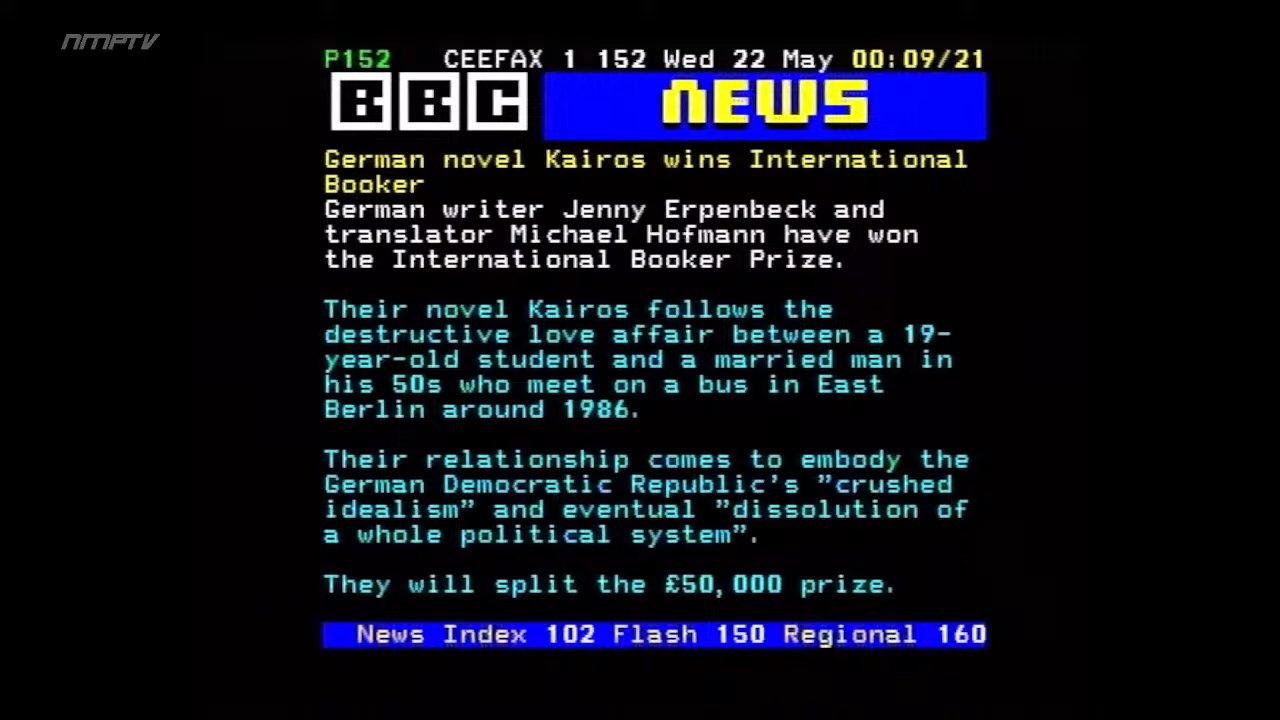 NMPTV
P152 CEEFAX 1 152 Wed 22 May 00:09/21
BBC NEWS
German novel Kairos wins International
Booker
German writer Jenny Erpenbeck and
translator Michael Hofmann have won
the International Booker Prize.
Their novel Kairos follows the
destructive love affair between a 19-
year-old student and a married man in
his 50s who meet on a bus in East
Berlin around 1986.
Their relationship comes to embody the
German Democratic Republic's "crushed
idealism" and eventual "dissolution of
a whole political system".
They will split the £50,000 prize.
News Index 102 Flash 150 Regional 160